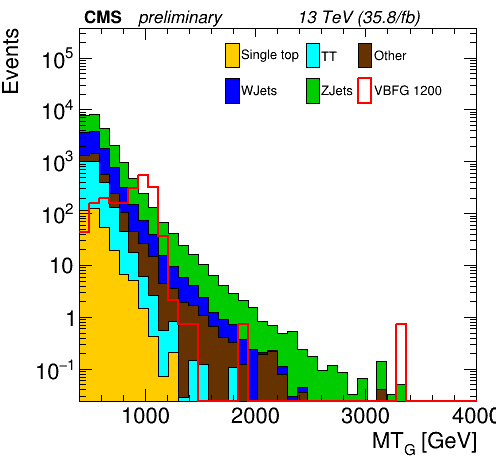 CMS preliminary 13 TeV (35.8/fb)
Events
Single top TT Other
WJets ZJets VBFG 1200
10^5
10^4
10^3
10^2
10
1
10^−1
1000 2000 3000 4000
MT_G [GeV]